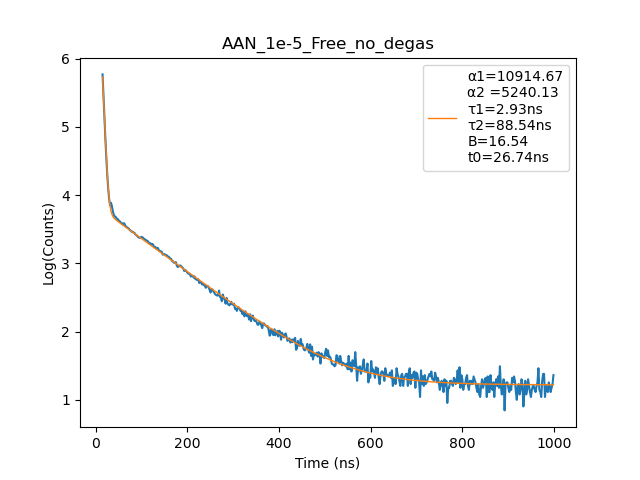 AAN_1e-5_Free_no_degas
α1=10914.67
α2 =5240.13
τ1=2.93ns
τ2=88.54ns
B=16.54
t0=26.74ns
Log(Counts)
6
5
4
3
2
1
0 200 400 600 800 1000
Time (ns)